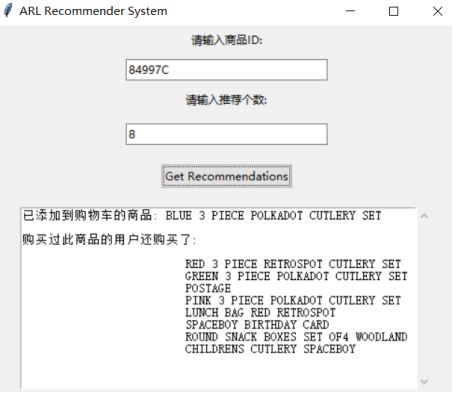 ARL Recommender System
请输入商品ID:
84997C
请输入推荐个数:
8
Get Recommendations
已添加到购物车的商品: BLUE 3 PIECE POLKADOT CUTLERY SET
购买过此商品的用户还购买了:
RED 3 PIECE RETROSPOT CUTLERY SET
GREEN 3 PIECE POLKADOT CUTLERY SET
POSTAGE
PINK 3 PIECE POLKADOT CUTLERY SET
LUNCH BAG RED RETROSPOT
SPACEBOY BIRTHDAY CARD
ROUND SNACK BOXES SET OF4 WOODLAND
CHILDRENS CUTLERY SPACEBOY